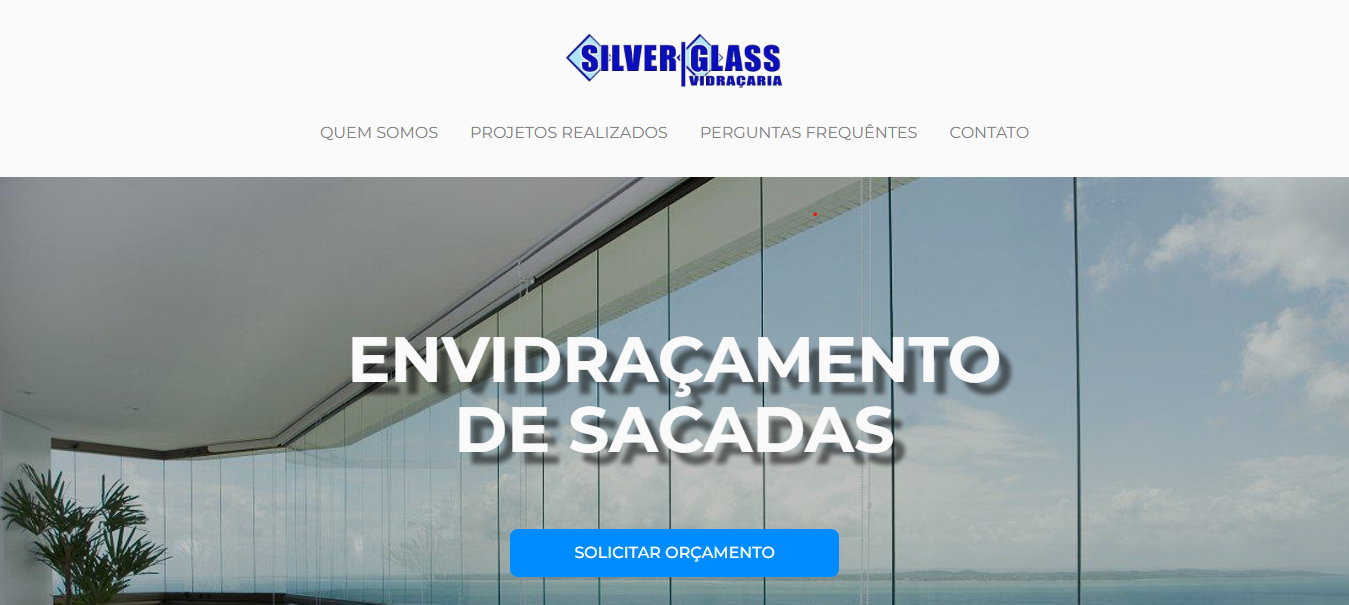 SILVER GLASS
VIDRAÇARIA
QUEM SOMOS PROJETOS REALIZADOS PERGUNTAS FREQUÊNTES CONTATO
ENVIDRAÇAMENTO
DE SACADAS
SOLICITAR ORÇAMENTO